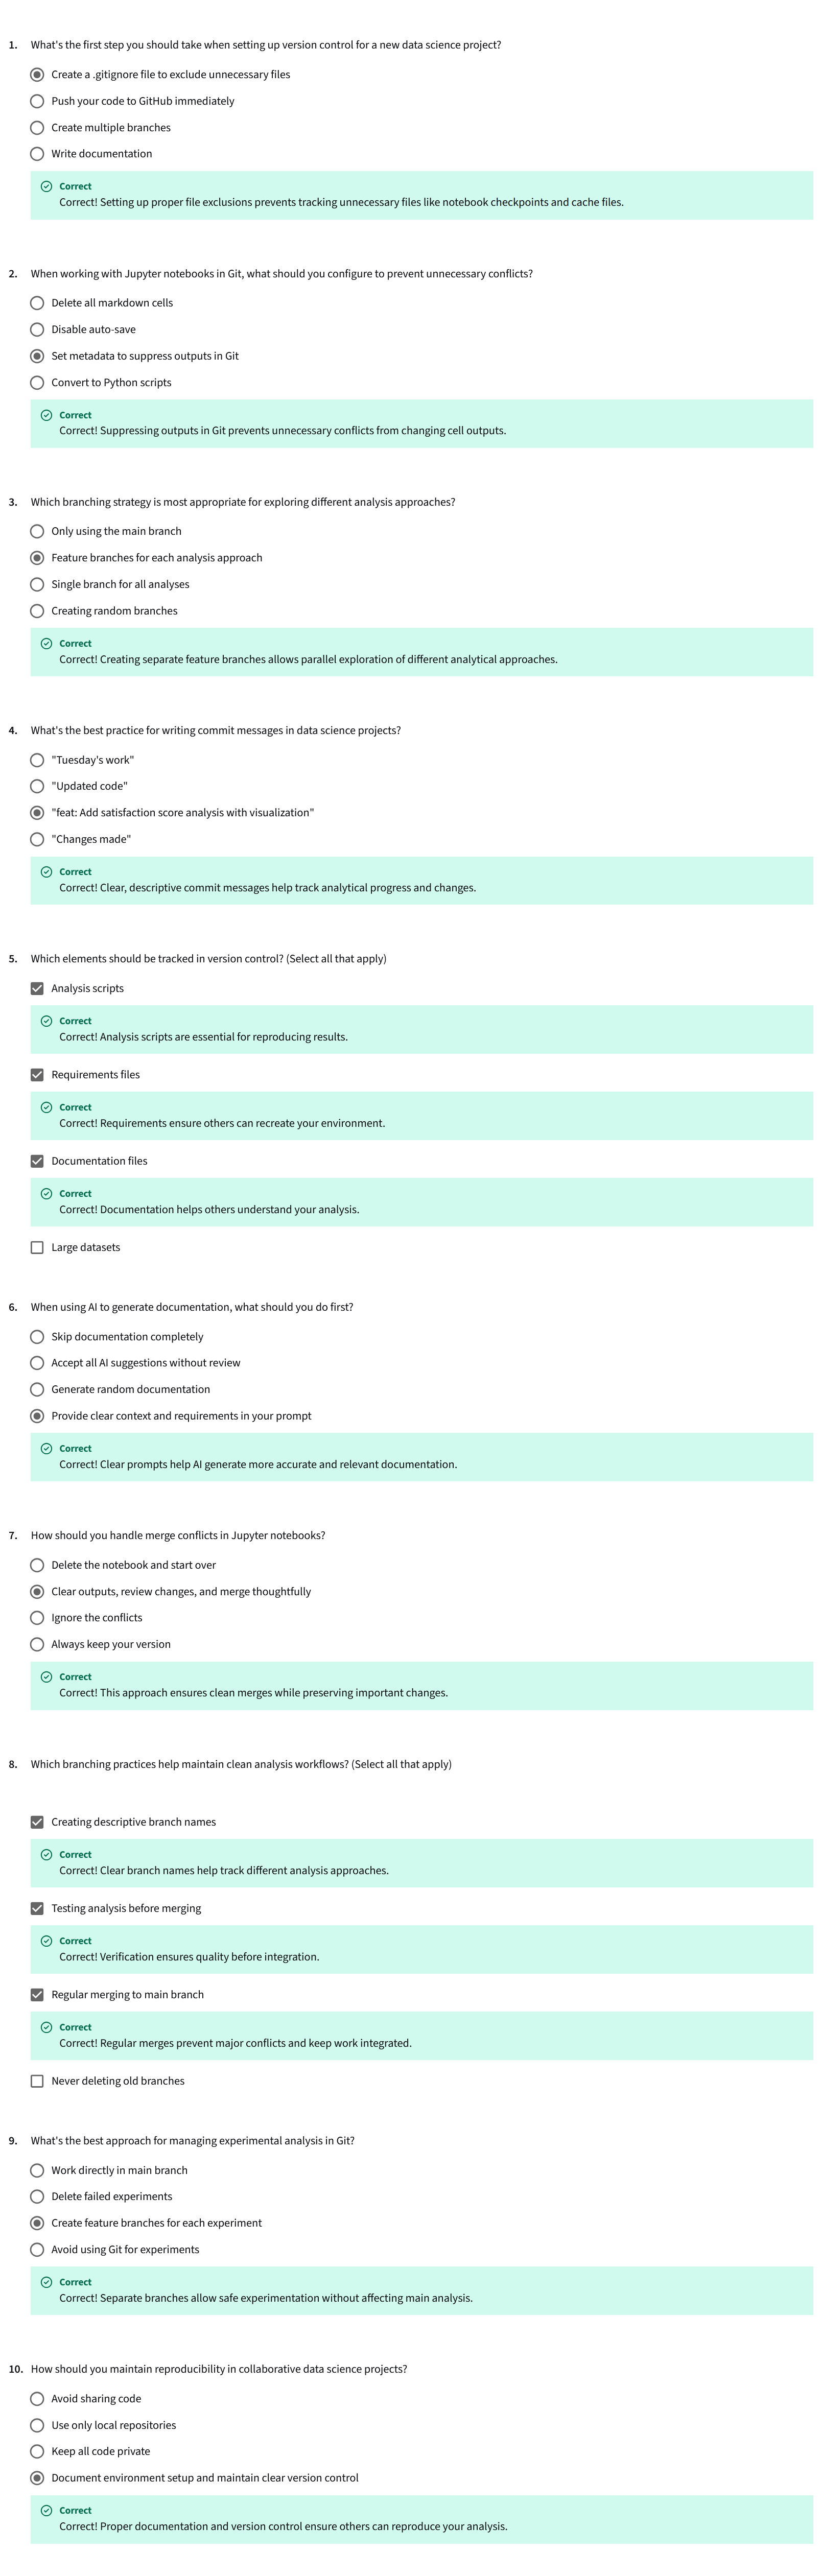 1. What's the first step you should take when setting up version control for a new data science project?
Create a .gitignore file to exclude unnecessary files
Push your code to GitHub immediately
Create multiple branches
Write documentation
Correct
Correct! Setting up proper file exclusions prevents tracking unnecessary files like notebook checkpoints and cache files.
2. When working with Jupyter notebooks in Git, what should you configure to prevent unnecessary conflicts?
Delete all markdown cells
Disable auto-save
Set metadata to suppress outputs in Git
Convert to Python scripts
Correct
Correct! Suppressing outputs in Git prevents unnecessary conflicts from changing cell outputs.
3. Which branching strategy is most appropriate for exploring different analysis approaches?
Only using the main branch
Feature branches for each analysis approach
Single branch for all analyses
Creating random branches
Correct
Correct! Creating separate feature branches allows parallel exploration of different analytical approaches.
4. What's the best practice for writing commit messages in data science projects?
"Tuesday's work"
"Updated code"
"feat: Add satisfaction score analysis with visualization"
"Changes made"
Correct
Correct! Clear, descriptive commit messages help track analytical progress and changes.
5. Which elements should be tracked in version control? (Select all that apply)
Analysis scripts
Correct
Correct! Analysis scripts are essential for reproducing results.
Requirements files
Correct
Correct! Requirements ensure others can recreate your environment.
Documentation files
Correct
Correct! Documentation helps others understand your analysis.
Large datasets
6. When using AI to generate documentation, what should you do first?
Skip documentation completely
Accept all AI suggestions without review
Generate random documentation
Provide clear context and requirements in your prompt
Correct
Correct! Clear prompts help AI generate more accurate and relevant documentation.
7. How should you handle merge conflicts in Jupyter notebooks?
Delete the notebook and start over
Clear outputs, review changes, and merge thoughtfully
Ignore the conflicts
Always keep your version
Correct
Correct! This approach ensures clean merges while preserving important changes.
8. Which branching practices help maintain clean analysis workflows? (Select all that apply)
Creating descriptive branch names
Correct
Correct! Clear branch names help track different analysis approaches.
Testing analysis before merging
Correct
Correct! Verification ensures quality before integration.
Regular merging to main branch
Correct
Correct! Regular merges prevent major conflicts and keep work integrated.
Never deleting old branches
9. What's the best approach for managing experimental analysis in Git?
Work directly in main branch
Delete failed experiments
Create feature branches for each experiment
Avoid using Git for experiments
Correct
Correct! Separate branches allow safe experimentation without affecting main analysis.
10. How should you maintain reproducibility in collaborative data science projects?
Avoid sharing code
Use only local repositories
Keep all code private
Document environment setup and maintain clear version control
Correct
Correct! Proper documentation and version control ensure others can reproduce your analysis.